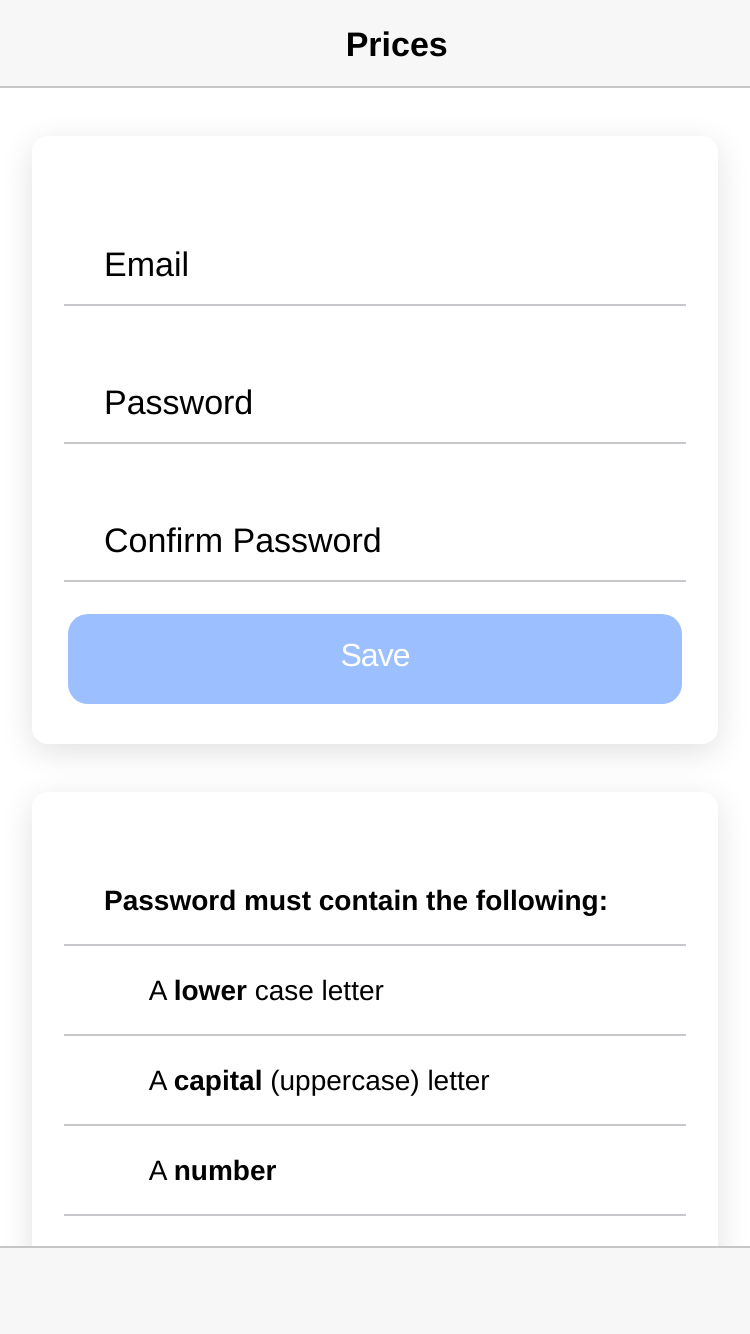 Prices
Email
Password
Confirm Password
Save
Password must contain the following:
A lower case letter
A capital (uppercase) letter
A number